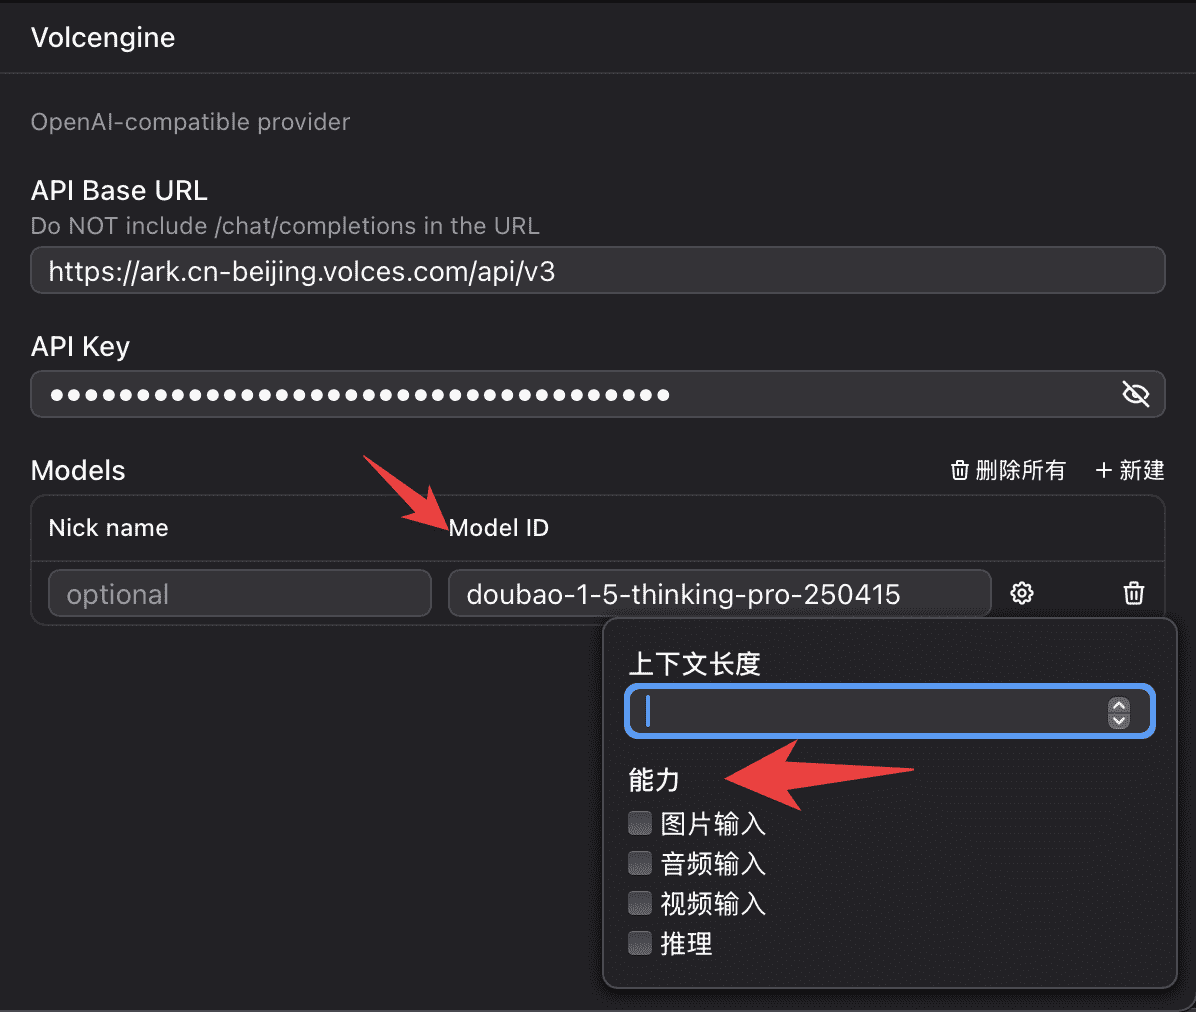 Volcengine
OpenAI-compatible provider
API Base URL
Do NOT include /chat/completions in the URL
https://ark.cn-beijing.volces.com/api/v3
API Key
Models
删除所有
+ 新建
Nick name
Model ID
optional
doubao-1-5-thinking-pro-250415
上下文长度
能力
图片输入
音频输入
视频输入
推理